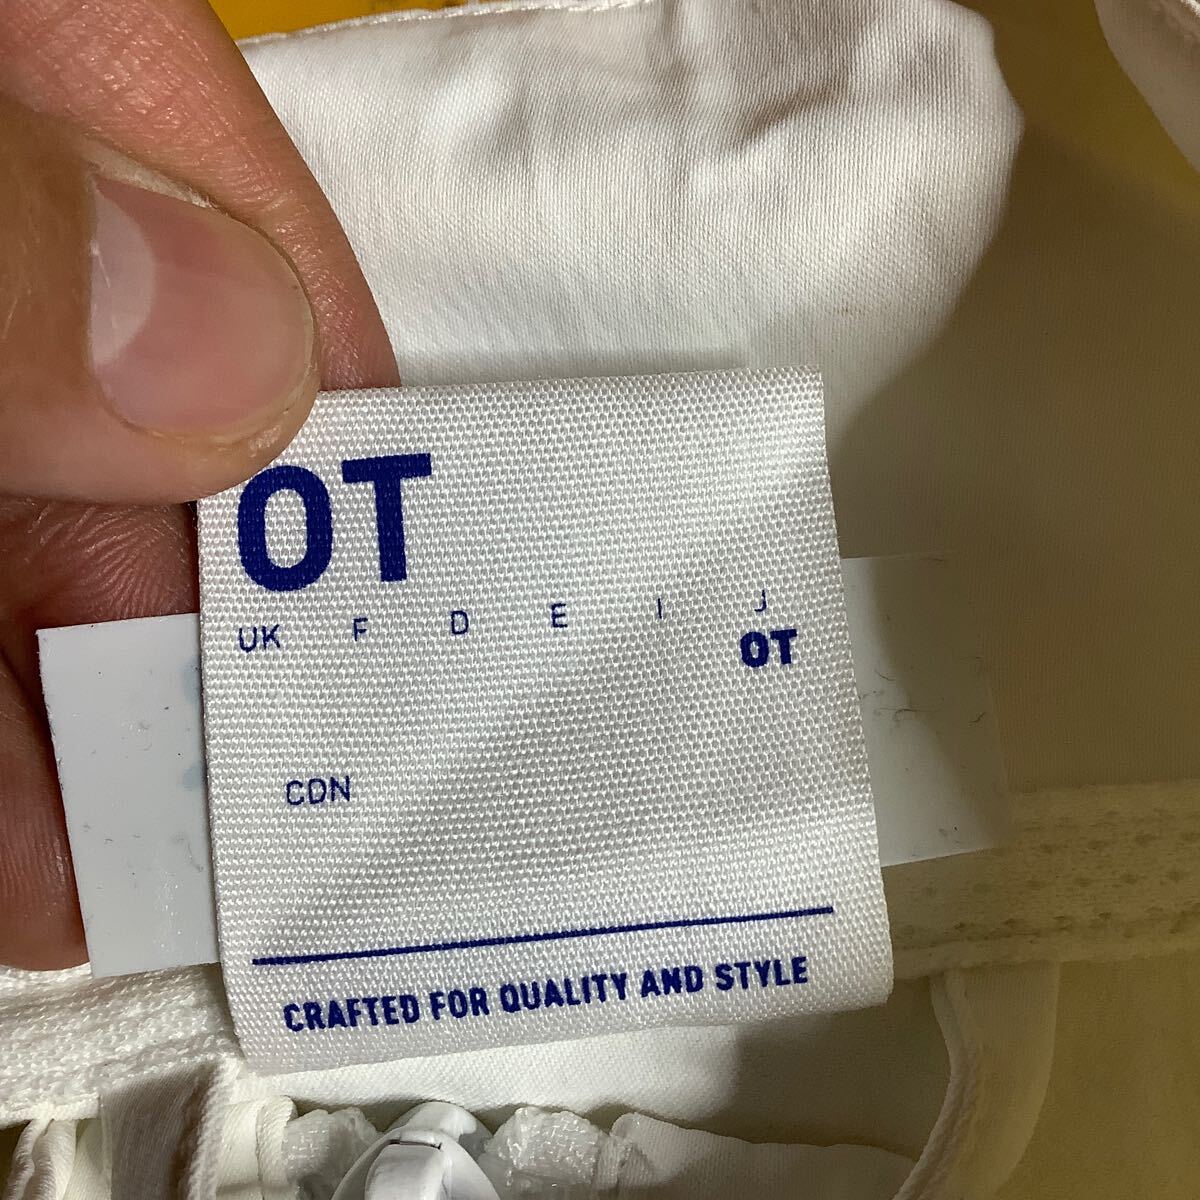 OT
UK F D E I J
OT
CDN
CRAFTED FOR QUALITY AND STYLE